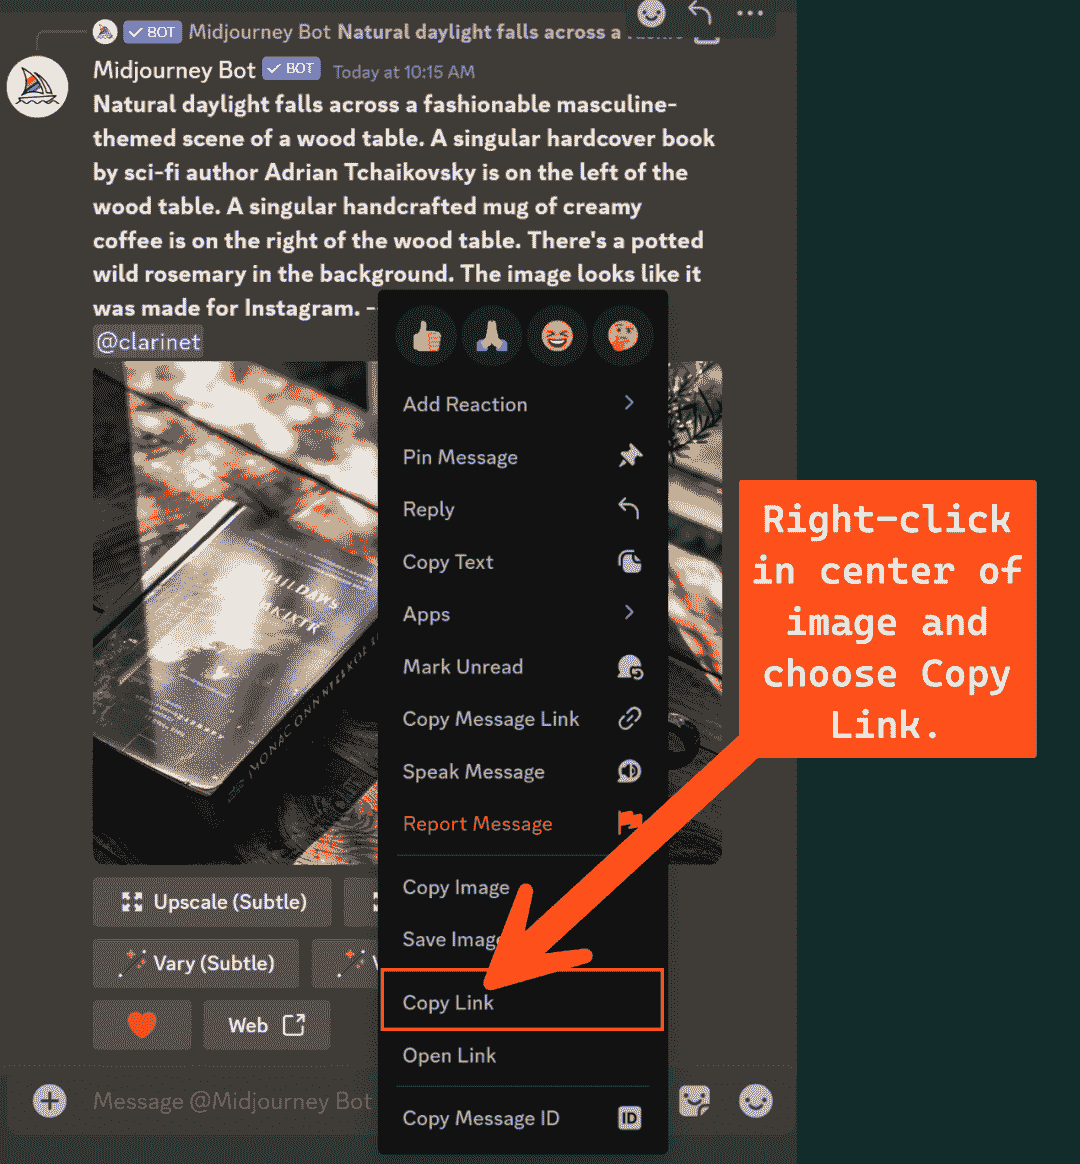 BOT Midjourney Bot Natural daylight falls across a
Midjourney Bot BOT Today at 10:15 AM
Natural daylight falls across a fashionable masculine-
themed scene of a wood table. A singular hardcover book
by sci-fi author Adrian Tchaikovsky is on the left of the
wood table. A singular handcrafted mug of creamy
coffee is on the right of the wood table. There's a potted
wild rosemary in the background. The image looks like it
was made for Instagram. -
@clarinet
Add Reaction
Pin Message
Reply
Copy Text
Apps
Mark Unread
Copy Message Link
Speak Message
Report Message
Copy Image
Save Image
Copy Link
Open Link
Copy Message ID
ID
Right-click
in center of
image and
choose Copy
Link.
Upscale (Subtle)
Vary (Subtle)
Web
Message @Midjourney Bot